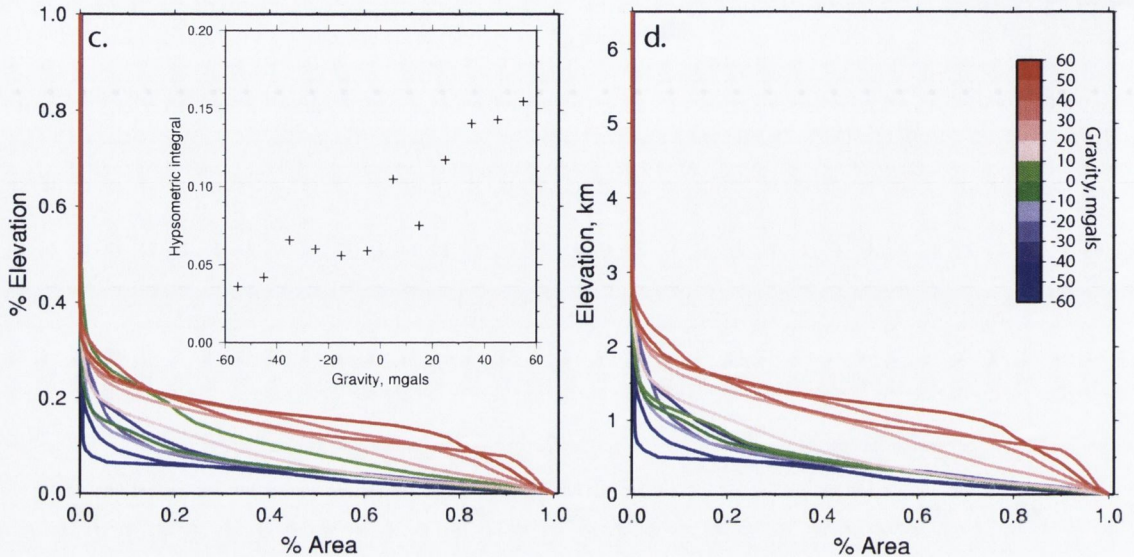 c.
1.0
0.8
0.6
0.4
0.2
0.0
% Elevation
0.0 0.2 0.4 0.6 0.8 1.0
% Area
0.20
0.15
0.10
0.05
0.00
Hypsometric integral
-60 -40 -20 0 20 40 60
Gravity, mgals
d.
6
5
4
3
2
1
0
Elevation, km
0.0 0.2 0.4 0.6 0.8 1.0
% Area
60
50
40
30
20
10
0
-10
-20
-30
-40
-50
-60
Gravity, mgals